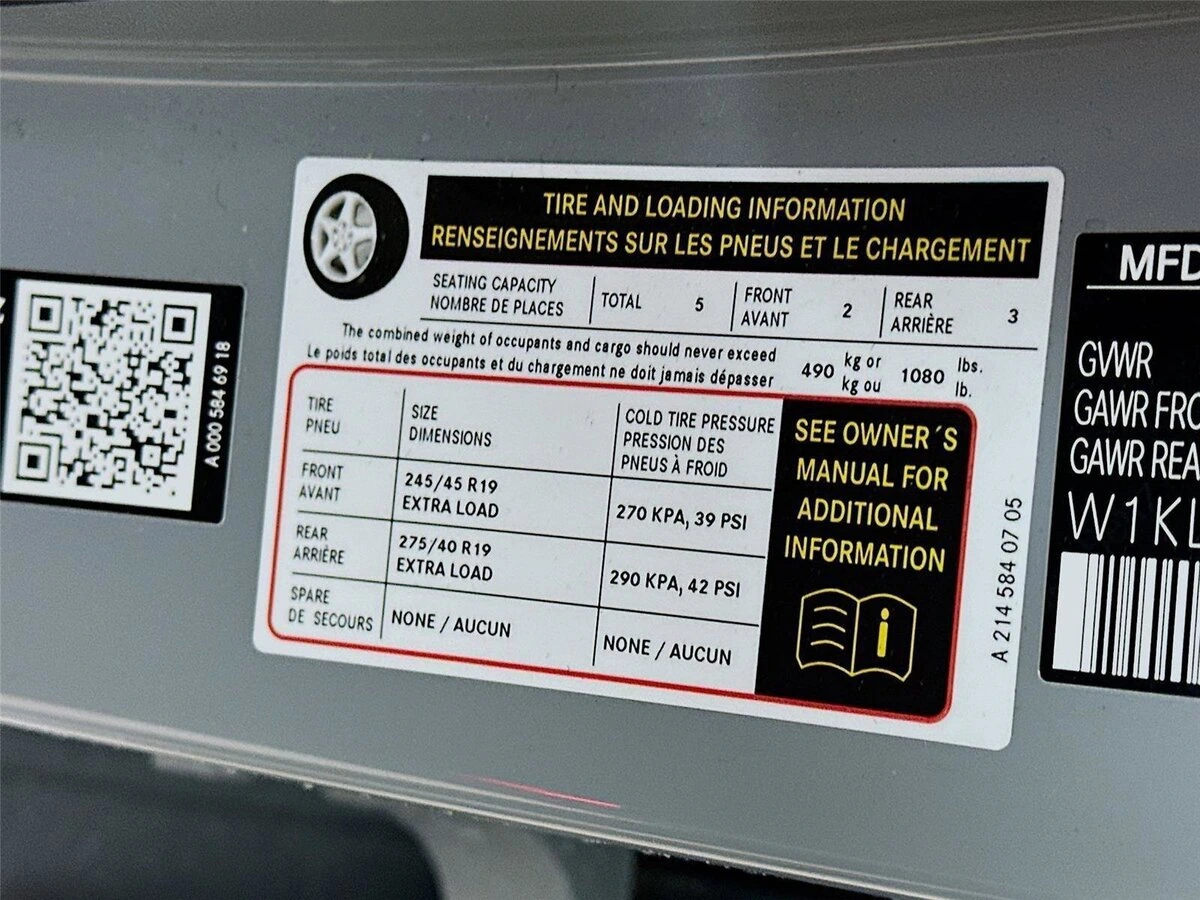 A 000 584 69 18
TIRE AND LOADING INFORMATION
RENSEIGNEMENTS SUR LES PNEUS ET LE CHARGEMENT
SEATING CAPACITY
NOMBRE DE PLACES
TOTAL 5
FRONT
AVANT
2
REAR
ARRIÈRE
3
The combined weight of occupants and cargo should never exceed
Le poids total des occupants et du chargement ne doit jamais dépasser
490 kg or 1080 lbs.
kg ou lb.
TIRE
PNEU
SIZE
DIMENSIONS
COLD TIRE PRESSURE
PRESSION DES
PNEUS À FROID
FRONT
AVANT
245/45 R19
EXTRA LOAD
270 KPA, 39 PSI
REAR
ARRIÈRE
275/40 R19
EXTRA LOAD
290 KPA, 42 PSI
SPARE
DE SECOURS
NONE / AUCUN
NONE / AUCUN
SEE OWNER´S
MANUAL FOR
ADDITIONAL
INFORMATION
A 214 584 07 05
MFD
GVWR
GAWR FRO
GAWR REA
W1K